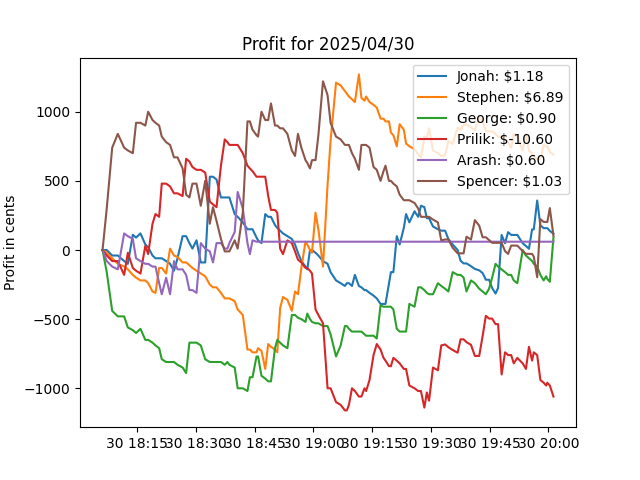 Profit for 2025/04/30
Jonah: $1.18
Stephen: $6.89
George: $0.90
Prilik: $-10.60
Arash: $0.60
Spencer: $1.03
Profit in cents
1000
500
0
−500
−1000
30 18:15 30 18:30 30 18:45 30 19:00 30 19:15 30 19:30 30 19:45 30 20:00